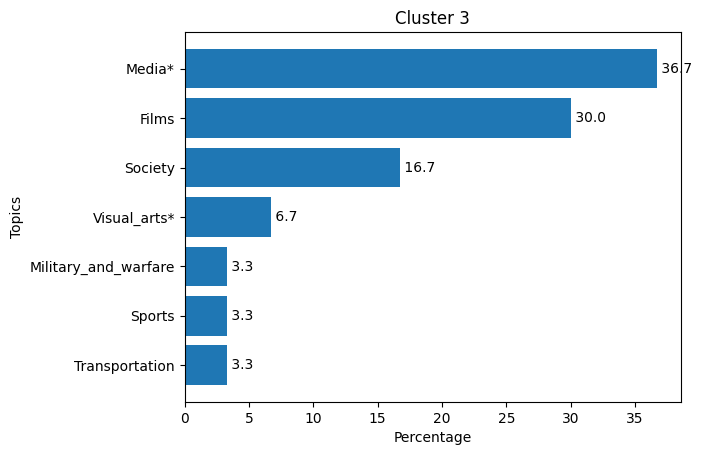 Cluster 3
Media* 36.7
Films 30.0
Society 16.7
Visual_arts* 6.7
Military_and_warfare 3.3
Sports 3.3
Transportation 3.3
Topics
0 5 10 15 20 25 30 35
Percentage